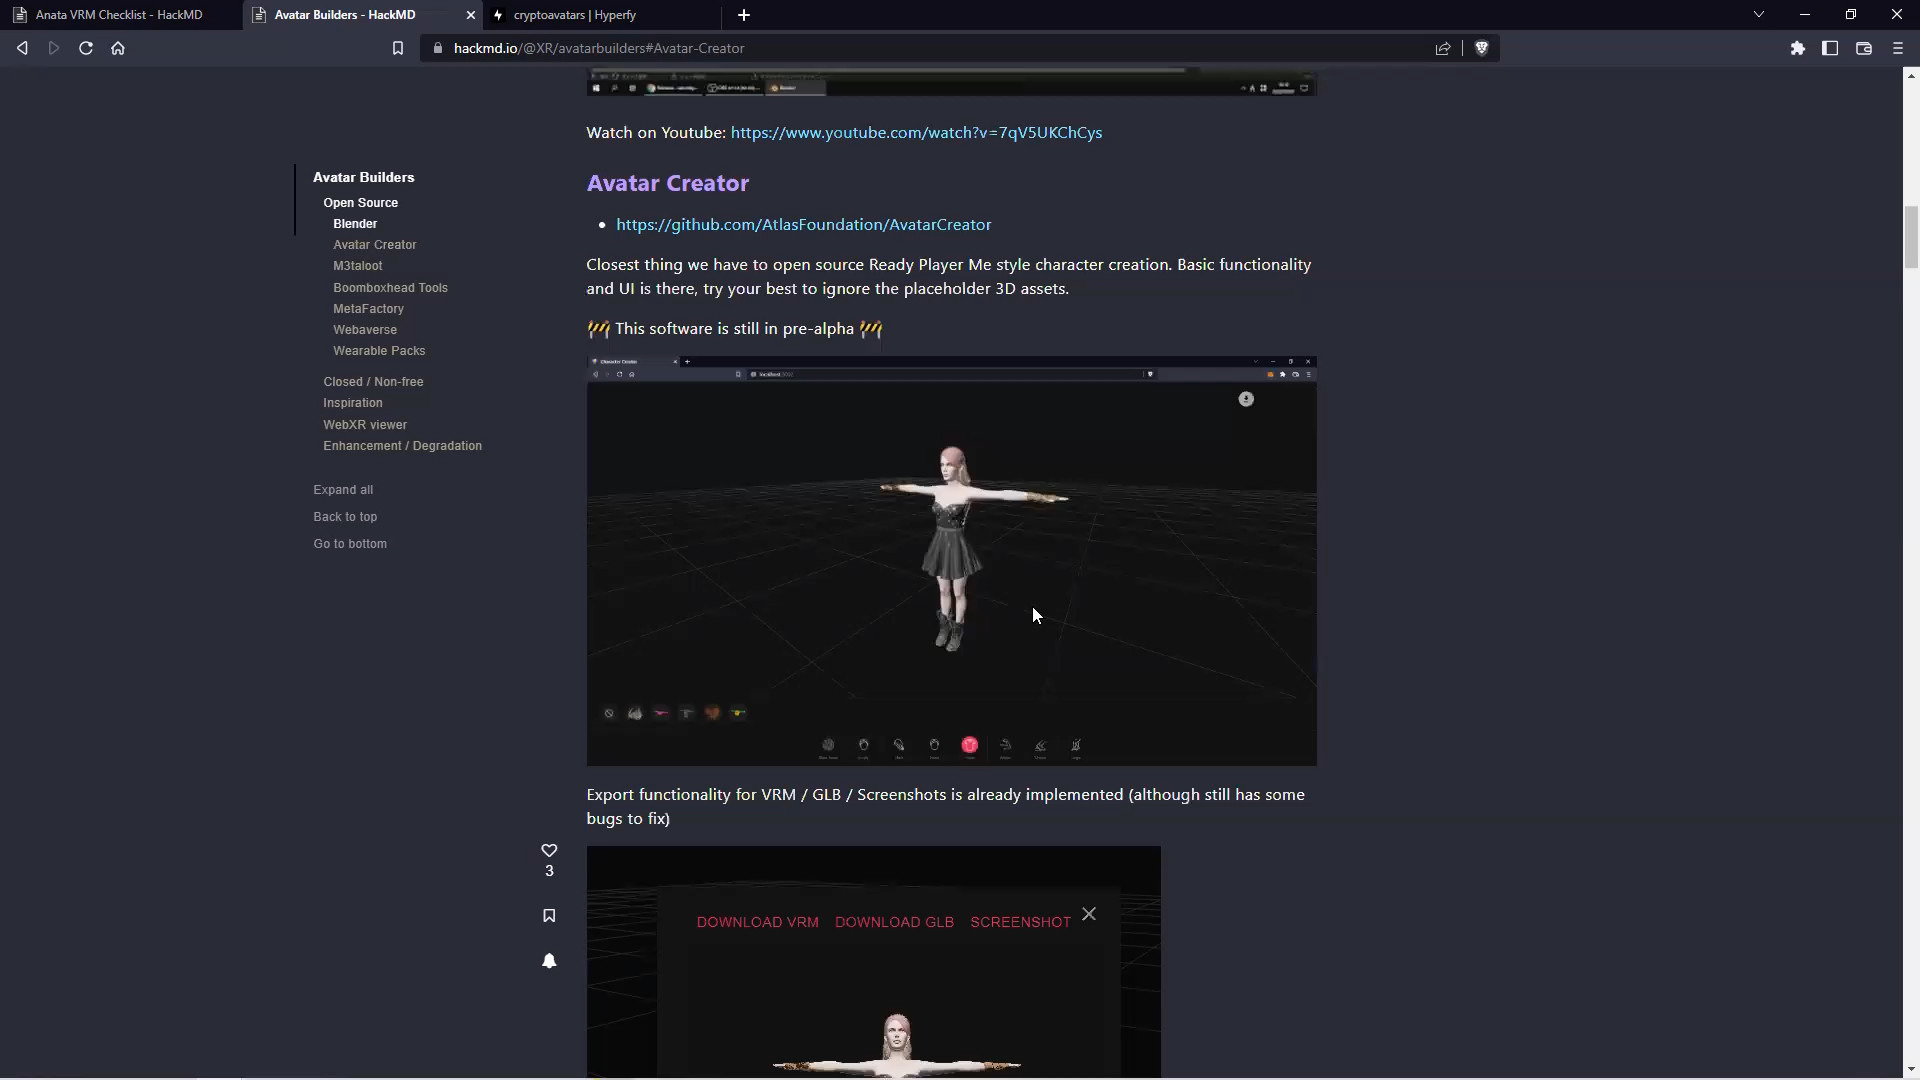 Anata VRM Checklist - HackMD
Avatar Builders - HackMD
cryptoavatars | Hyperfy
hackmd.io/@XR/avatarbuilders#Avatar-Creator
Watch on Youtube: https://www.youtube.com/watch?v=7qV5UKChCys
Avatar Builders
Open Source
Blender
Avatar Creator
M3taloot
Boomboxhead Tools
MetaFactory
Webaverse
Wearable Packs
Closed / Non-free
Inspiration
WebXR viewer
Enhancement / Degradation
Expand all
Back to top
Go to bottom
Avatar Creator
• https://github.com/AtlasFoundation/AvatarCreator
Closest thing we have to open source Ready Player Me style character creation. Basic functionality
and UI is there, try your best to ignore the placeholder 3D assets.
🚧 This software is still in pre-alpha 🚧
Character Creator
Export functionality for VRM / GLB / Screenshots is already implemented (although still has some
bugs to fix)
3
DOWNLOAD VRM DOWNLOAD GLB SCREENSHOT